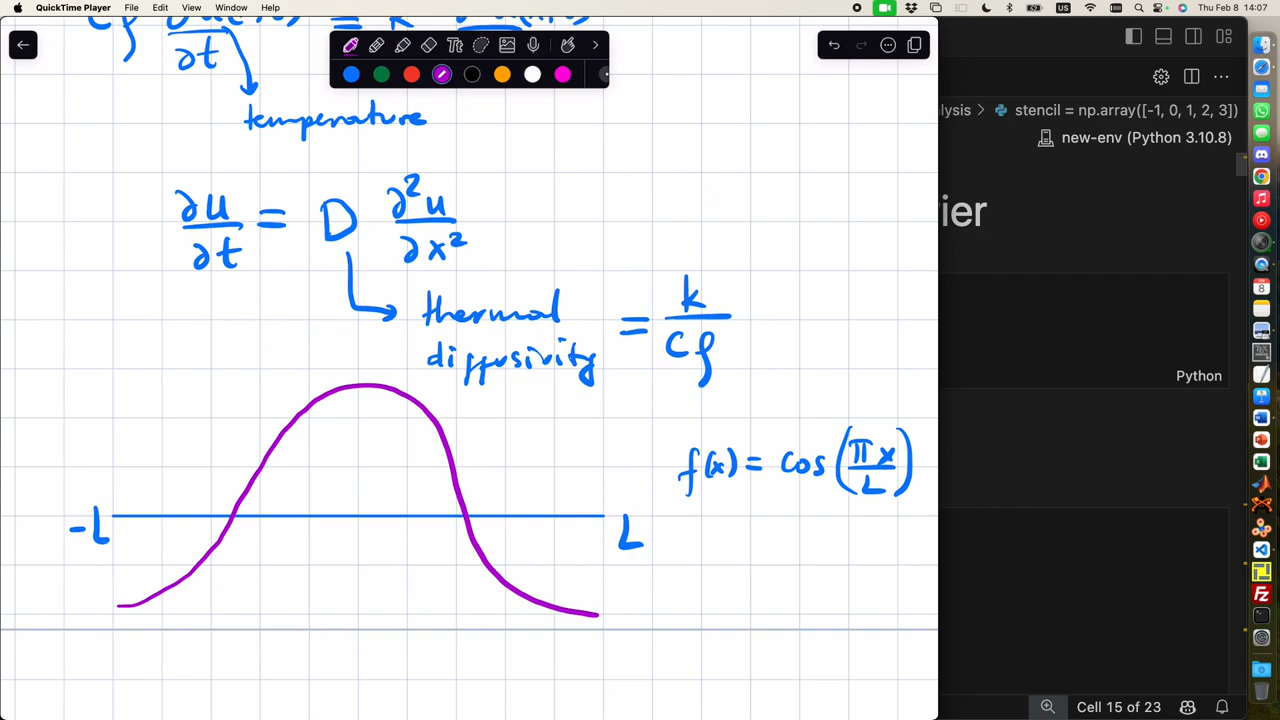 QuickTime Player File Edit View Window Help Thu Feb 8 14:07
∂t
temperature
∂u/∂t = D ∂²u/∂x²
thermal diffusivity = k/cρ
f(x) = cos(πx/L)
-L L
alysis > stencil = np.array([-1, 0, 1, 2, 3])
new-env (Python 3.10.8)
ier
Python
Cell 15 of 23